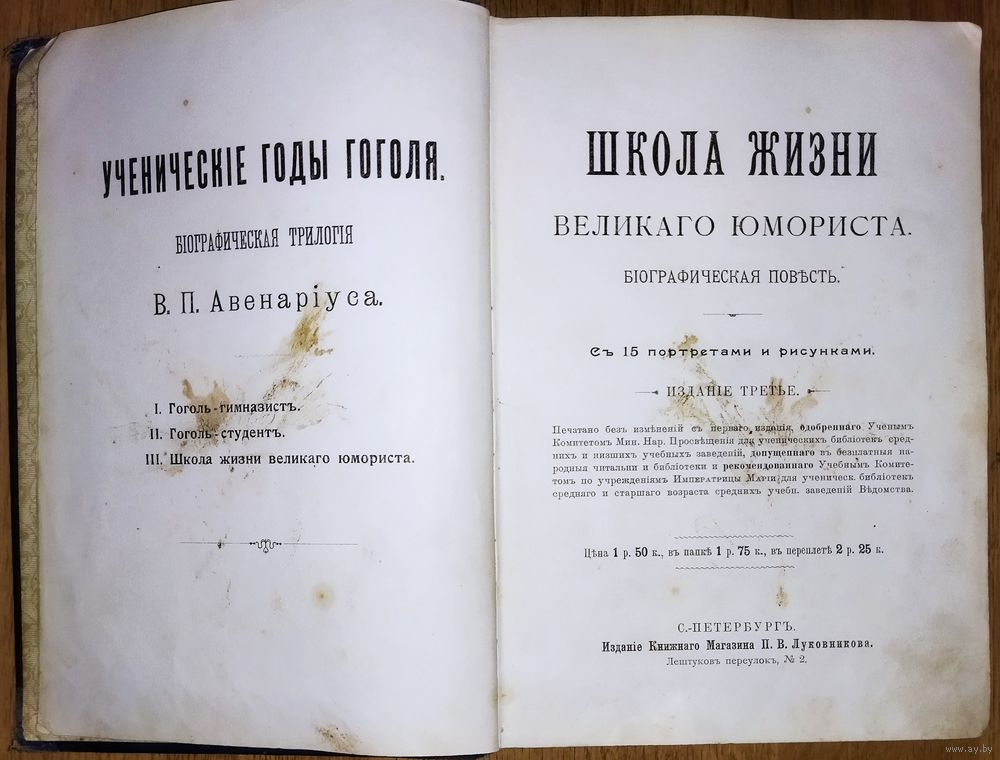 УЧЕНИЧЕСКІЕ ГОДЫ ГОГОЛЯ.
БІОГРАФИЧЕСКАЯ ТРИЛОГІЯ
В. П. Авенаріуса.
I. Гоголь-гимназистъ.
II. Гоголь-студентъ.
III. Школа жизни великаго юмориста.
ШКОЛА ЖИЗНИ
ВЕЛИКАГО ЮМОРИСТА.
БІОГРАФИЧЕСКАЯ ПОВѢСТЬ.
Съ 15 портретами и рисунками.
ИЗДАНІЕ ТРЕТЬЕ.
Печатано безъ измѣненій съ перваго изданія, одобреннаго Ученымъ
Комитетомъ Мин. Нар. Просвѣщенія для ученическихъ библіотекъ сред-
нихъ и низшихъ учебныхъ заведеній, допущеннаго въ безплатныя на-
родныя читальни и библіотеки и рекомендованнаго Учебнымъ Комите-
томъ по учрежденіямъ Императрицы Маріи для ученическ. библіотекъ
средняго и старшаго возраста среднихъ учебн. заведеній Вѣдомства.
Цѣна 1 р. 50 к., въ папкѣ 1 р. 75 к., въ переплетѣ 2 р. 25 к.
С.-ПЕТЕРБУРГЪ.
Изданіе Книжнаго Магазина П. В. Луковникова.
Лештуковъ переулокъ, № 2.
www.ay.by